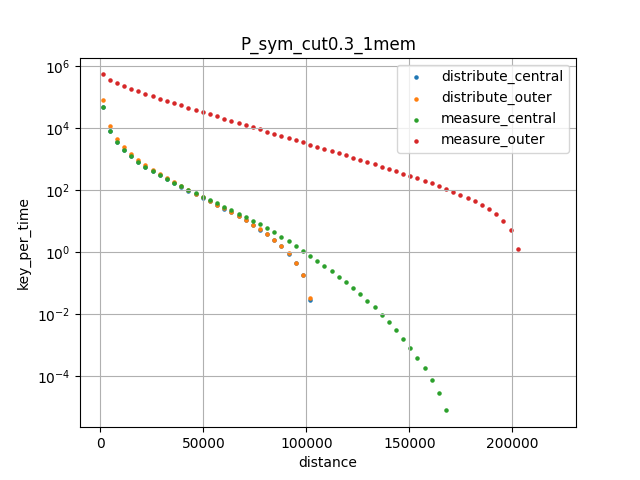 P_sym_cut0.3_1mem
distribute_central
distribute_outer
measure_central
measure_outer
key_per_time
10^6
10^4
10^2
10^0
10^−2
10^−4
0 50000 100000 150000 200000
distance